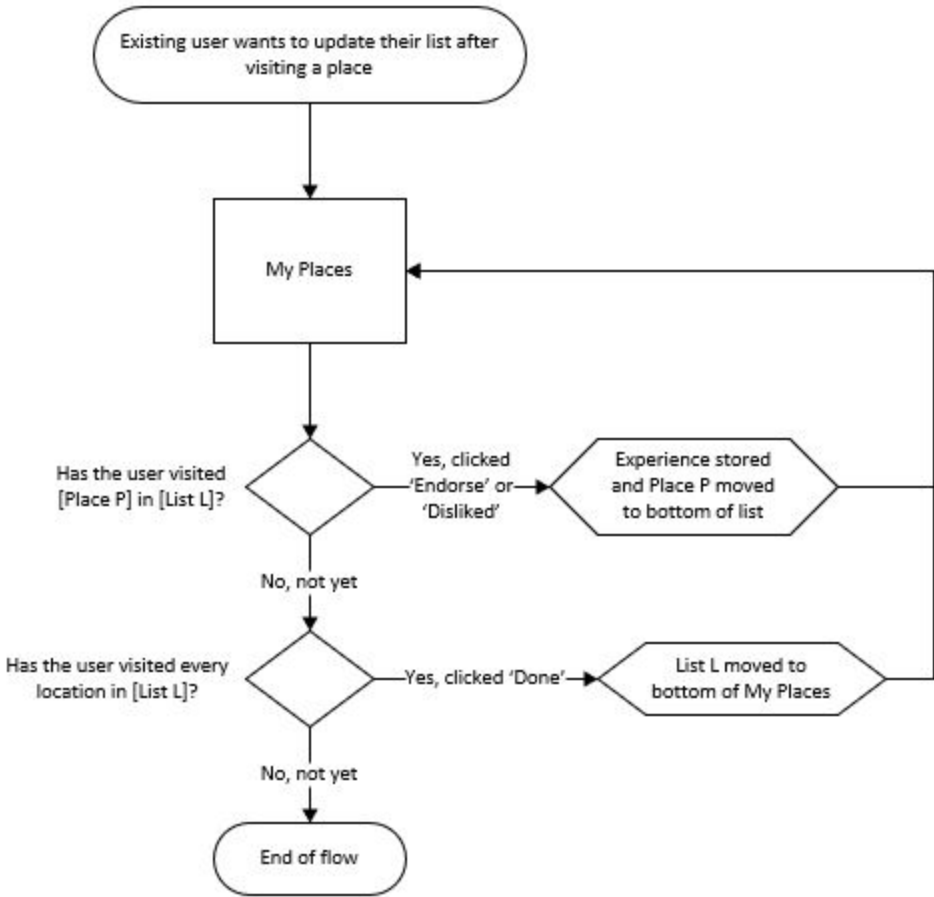 Existing user wants to update their list after
visiting a place
My Places
Has the user visited
[Place P] in [List L]?
Yes, clicked
‘Endorse’ or
‘Disliked’
Experience stored
and Place P moved
to bottom of list
No, not yet
Has the user visited every
location in [List L]?
Yes, clicked ‘Done’
List L moved to
bottom of My Places
No, not yet
End of flow